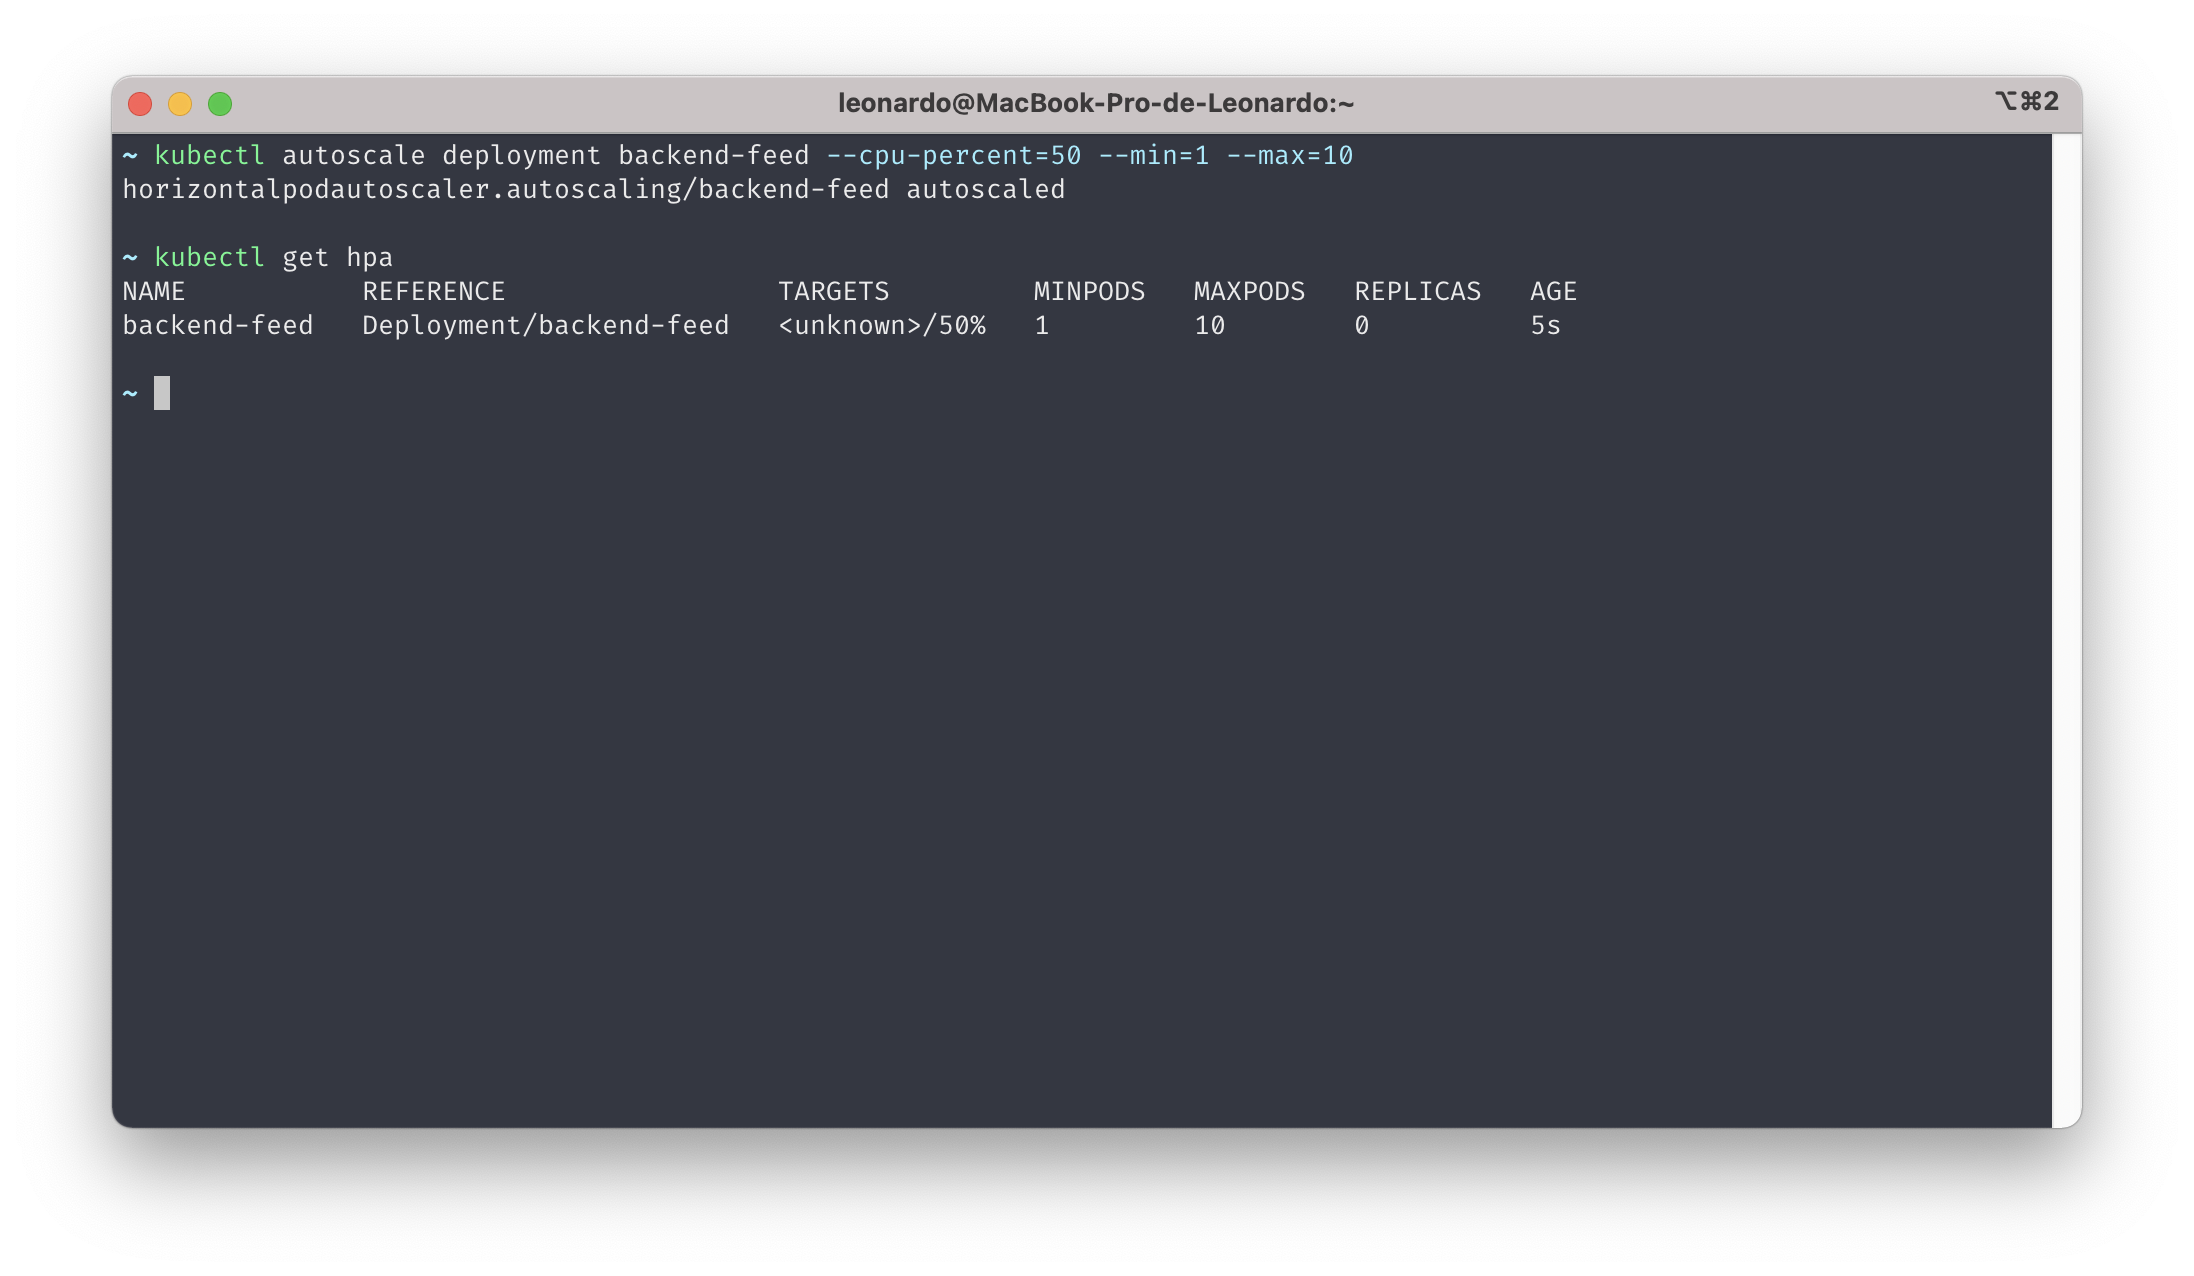 leonardo@MacBook-Pro-de-Leonardo:~
⌥⌘2
~ kubectl autoscale deployment backend-feed --cpu-percent=50 --min=1 --max=10
horizontalpodautoscaler.autoscaling/backend-feed autoscaled
~ kubectl get hpa
NAME           REFERENCE                 TARGETS         MINPODS   MAXPODS   REPLICAS   AGE
backend-feed   Deployment/backend-feed   <unknown>/50%   1         10        0          5s
~